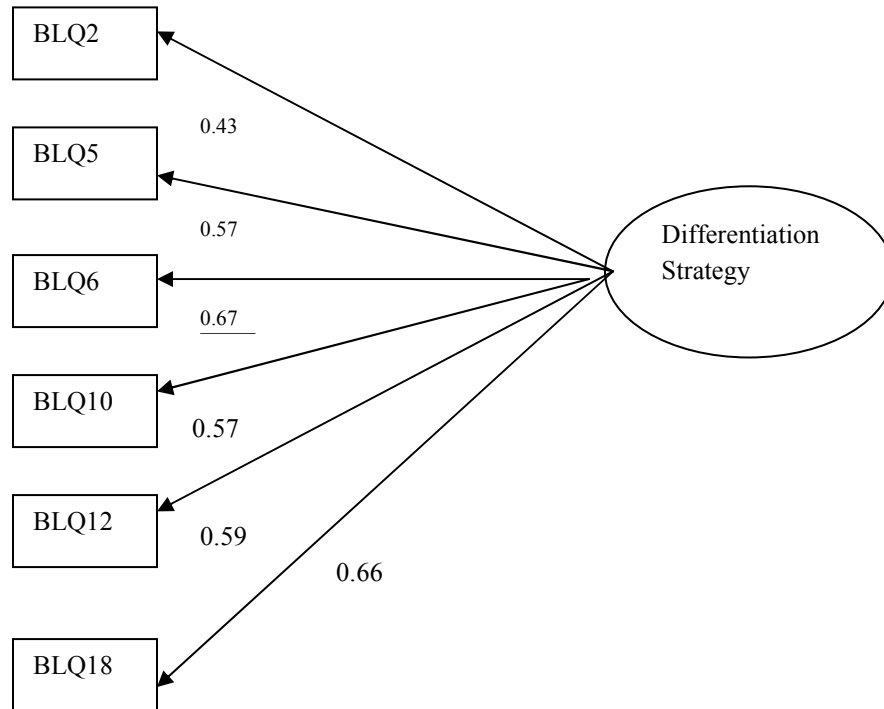 BLQ2
0.43
BLQ5
0.57
Differentiation
Strategy
BLQ6
0.67
BLQ10
0.57
BLQ12
0.59
0.66
BLQ18